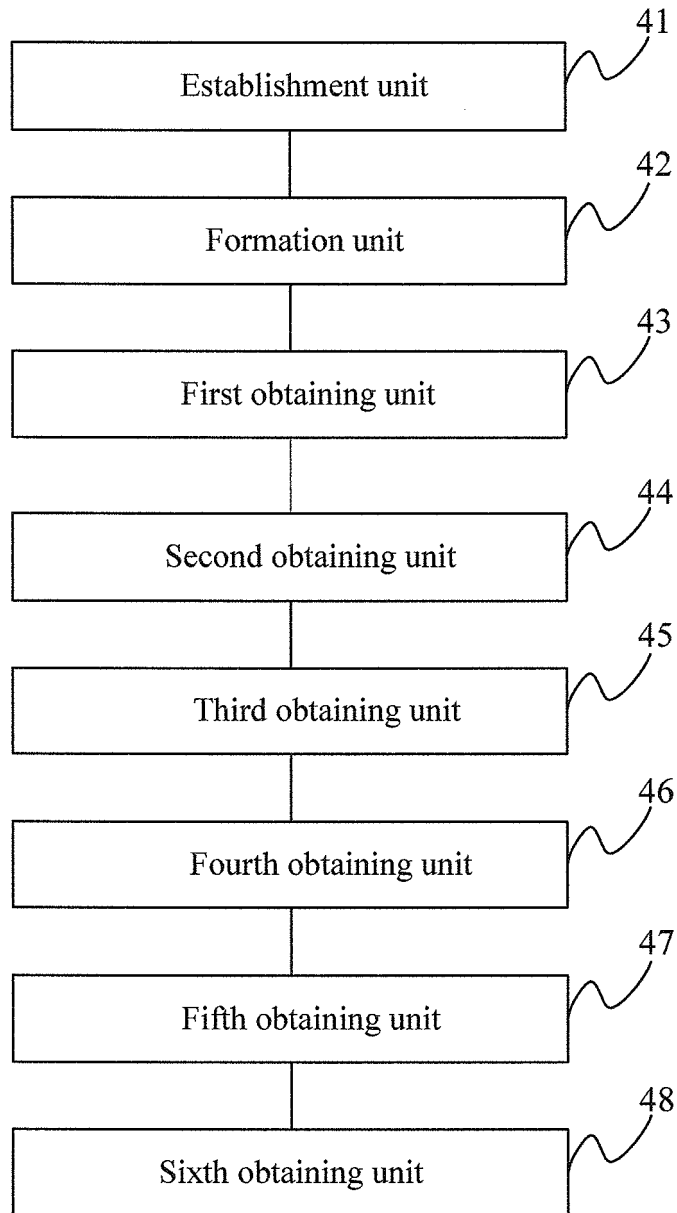 41
Establishment unit
42
Formation unit
43
First obtaining unit
44
Second obtaining unit
45
Third obtaining unit
46
Fourth obtaining unit
47
Fifth obtaining unit
48
Sixth obtaining unit